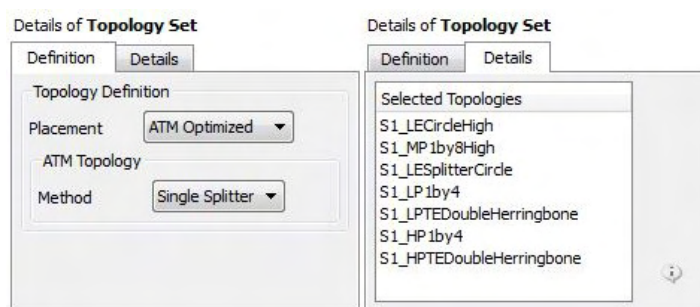 Details of Topology Set
Definition
Details
Topology Definition
Placement
ATM Optimized
ATM Topology
Method
Single Splitter
Details of Topology Set
Definition
Details
Selected Topologies
S1_LECircleHigh
S1_MP1by8High
S1_LESplitterCircle
S1_LP1by4
S1_LPTEDoubleHerringbone
S1_HP1by4
S1_HPTEDoubleHerringbone